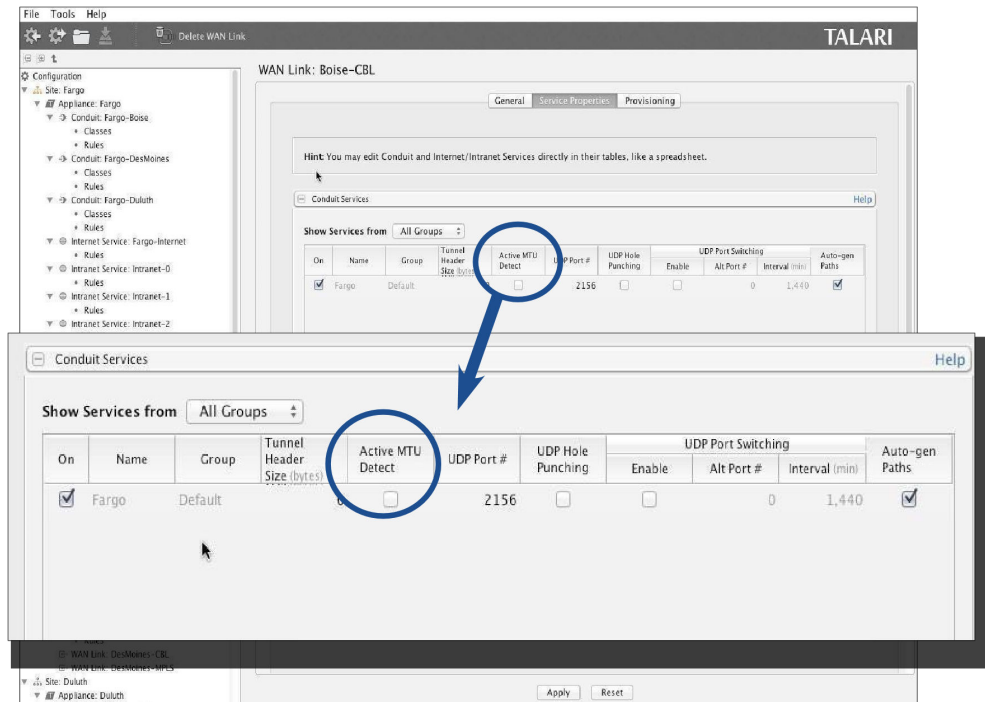 File Tools Help
Delete WAN Link
TALARI
Configuration
Site: Fargo
Appliance: Fargo
Conduit: Fargo-Boise
Classes
Rules
Conduit: Fargo-DesMoines
Classes
Rules
Conduit: Fargo-Duluth
Classes
Rules
Internet Service: Fargo-Internet
Rules
Intranet Service: Intranet-0
Rules
Intranet Service: Intranet-1
Rules
Intranet Service: Intranet-2
WAN Link: Boise-CBL
General Service Properties Provisioning
Hint: You may edit Conduit and Internet/Intranet Services directly in their tables, like a spreadsheet.
Conduit Services Help
Show Services from All Groups
On Name Group Tunnel Header Size (bytes) Active MTU Detect UDP Port # UDP Hole Punching UDP Port Switching Enable Alt Port # Interval (min) Auto-gen Paths
Fargo Default 2156 0 1,440
Conduit Services Help
Show Services from All Groups
On Name Group Tunnel Header Size (bytes) Active MTU Detect UDP Port # UDP Hole Punching UDP Port Switching Enable Alt Port # Interval (min) Auto-gen Paths
Fargo Default 2156 0 1,440
WAN Link: DesMoines-CBL
WAN Link: DesMoines-MPLS
Site: Duluth
Appliance: Duluth
Apply Reset